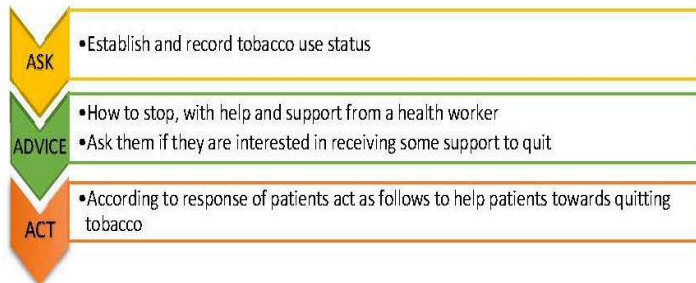 ASK
•Establish and record tobacco use status
ADVICE
•How to stop, with help and support from a health worker
•Ask them if they are interested in receiving some support to quit
ACT
•According to response of patients act as follows to help patients towards quitting
tobacco